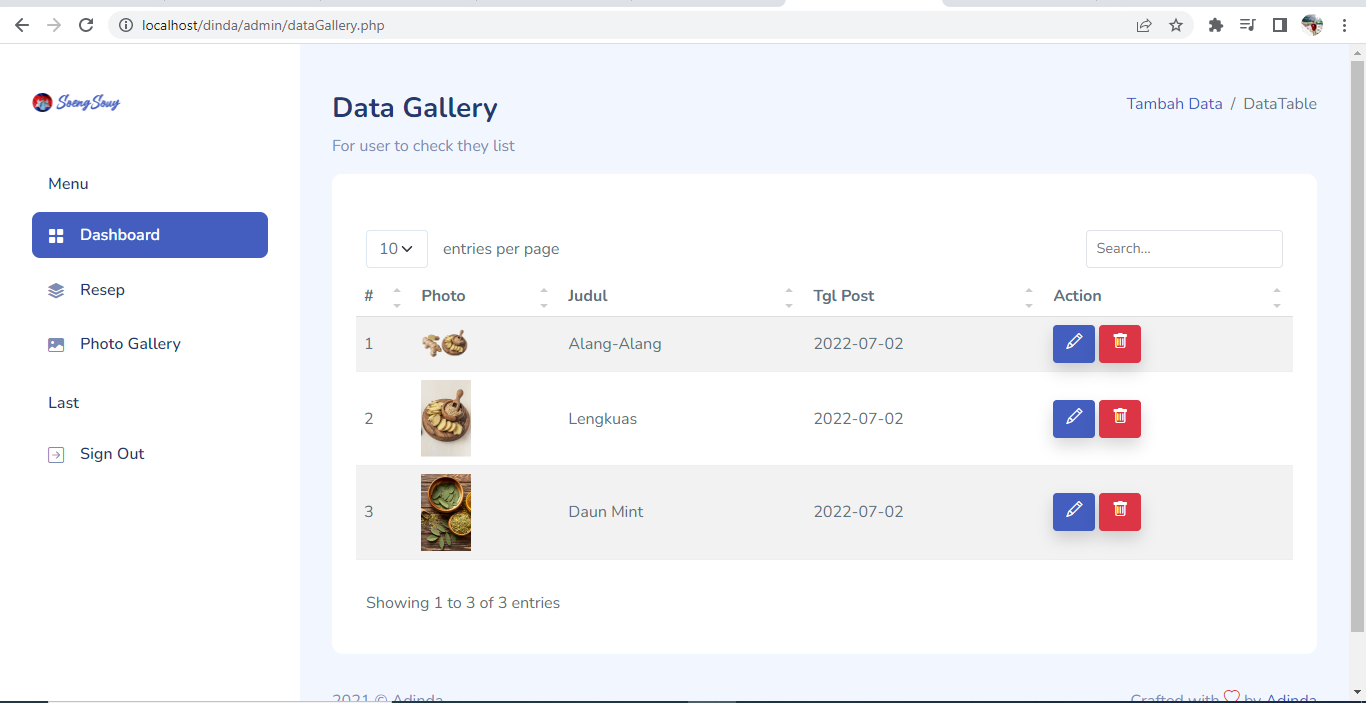 localhost/dinda/admin/dataGallery.php
SoengSouy
Menu
Dashboard
Resep
Photo Gallery
Last
Sign Out
Data Gallery
For user to check they list
Tambah Data / DataTable
10 entries per page
Search...
# Photo Judul Tgl Post Action
1 Alang-Alang 2022-07-02
2 Lengkuas 2022-07-02
3 Daun Mint 2022-07-02
Showing 1 to 3 of 3 entries
2021 © Adinda
Crafted with by Adinda